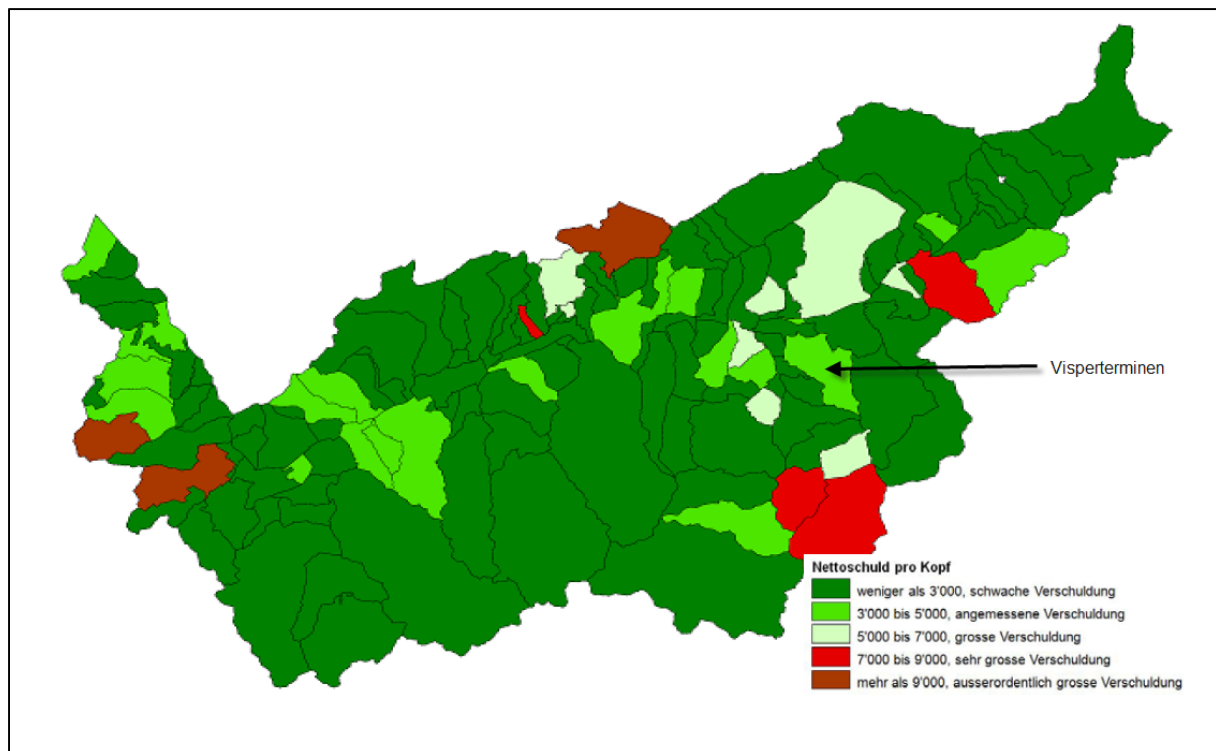 Visperterminen
Nettoschuld pro Kopf
weniger als 3'000, schwache Verschuldung
3'000 bis 5'000, angemessene Verschuldung
5'000 bis 7'000, grosse Verschuldung
7'000 bis 9'000, sehr grosse Verschuldung
mehr als 9'000, ausserordentlich grosse Verschuldung